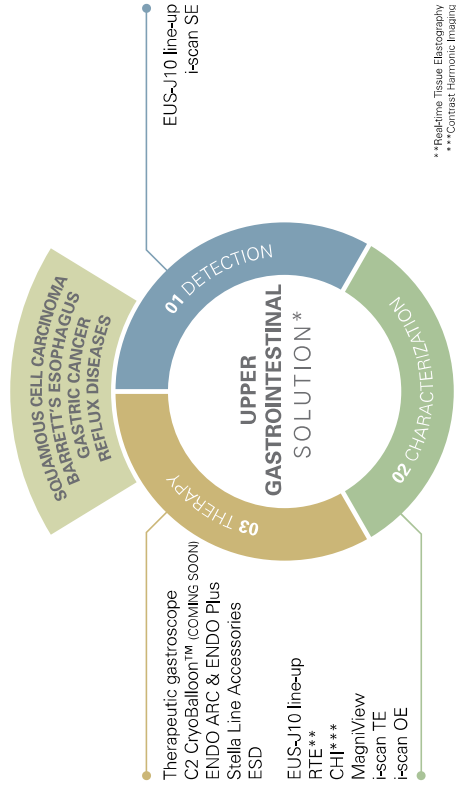 SQUAMOUS CELL CARCINOMA
BARRETT'S ESOPHAGUS
GASTRIC CANCER
REFLUX DISEASES
UPPER
GASTROINTESTINAL
SOLUTION*
01 DETECTION
EUS-J10 line-up
i-scan SE
02 CHARACTERIZATION
EUS-J10 line-up
RTE**
CHI***
MagniView
i-scan TE
i-scan OE
03 THERAPY
Therapeutic gastroscope
C2 CryoBalloon™ (COMING SOON)
ENDO ARC & ENDO Plus
Stella Line Accessories
ESD
**Real-time Tissue Elastography
***Contrast Harmonic Imaging